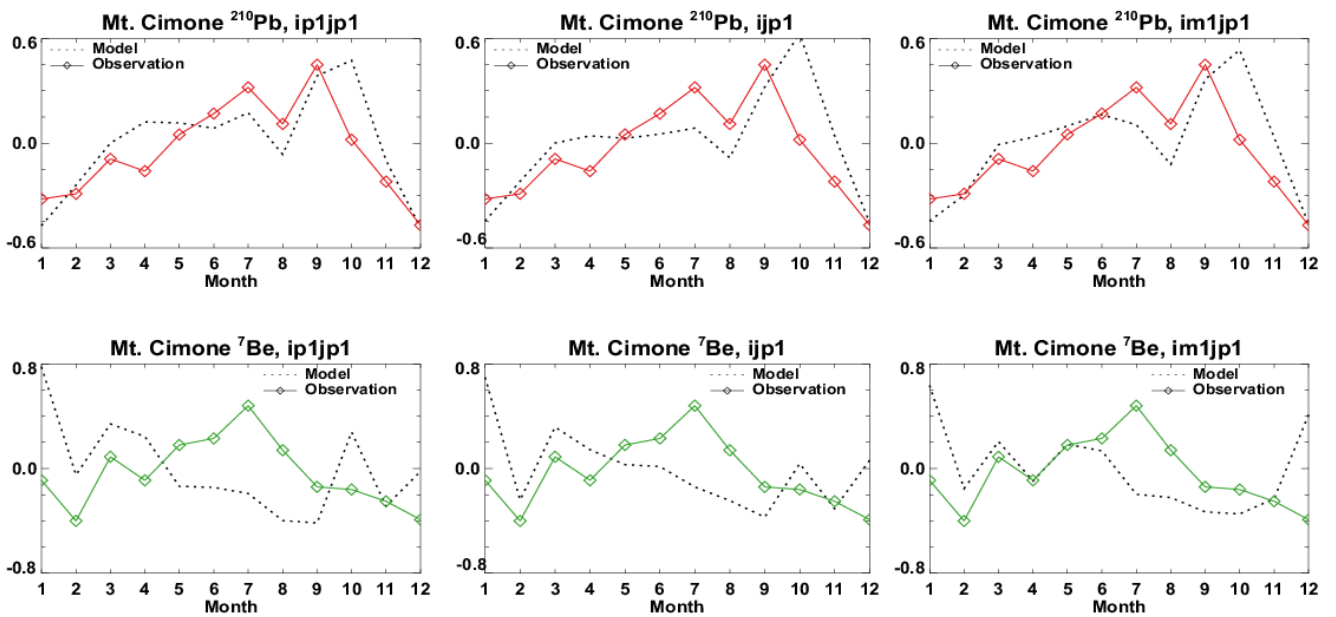 Mt. Cimone ²¹⁰Pb, ip1jp1
0.6
Model
Observation
0.0
-0.6
1 2 3 4 5 6 7 8 9 10 11 12
Month
Mt. Cimone ²¹⁰Pb, ijp1
0.6
Model
Observation
0.0
-0.6
1 2 3 4 5 6 7 8 9 10 11 12
Month
Mt. Cimone ²¹⁰Pb, im1jp1
0.6
Model
Observation
0.0
-0.6
1 2 3 4 5 6 7 8 9 10 11 12
Month
Mt. Cimone ⁷Be, ip1jp1
0.8
Model
Observation
0.0
-0.8
1 2 3 4 5 6 7 8 9 10 11 12
Month
Mt. Cimone ⁷Be, ijp1
0.8
Model
Observation
0.0
-0.8
1 2 3 4 5 6 7 8 9 10 11 12
Month
Mt. Cimone ⁷Be, im1jp1
0.8
Model
Observation
0.0
-0.8
1 2 3 4 5 6 7 8 9 10 11 12
Month